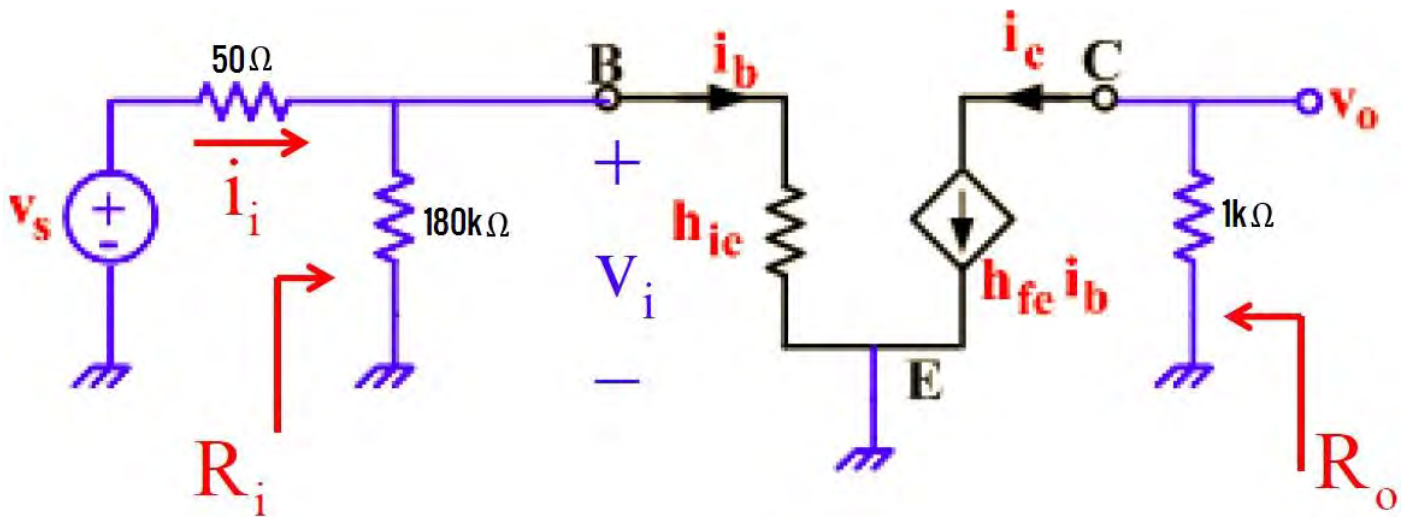 50Ω
B
i_b
i_c
C
v_o
+
i_i
v_s
+
-
180kΩ
h_ie
V_i
h_fe i_b
1kΩ
−
E
R_i
R_o